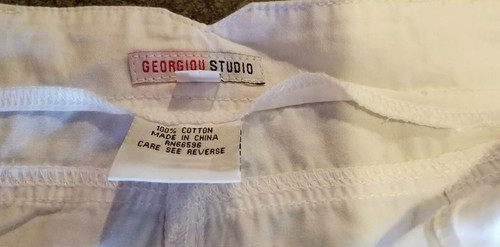 GEORGIOU STUDIO
100% COTTON
MADE IN CHINA
RN66596
CARE SEE REVERSE